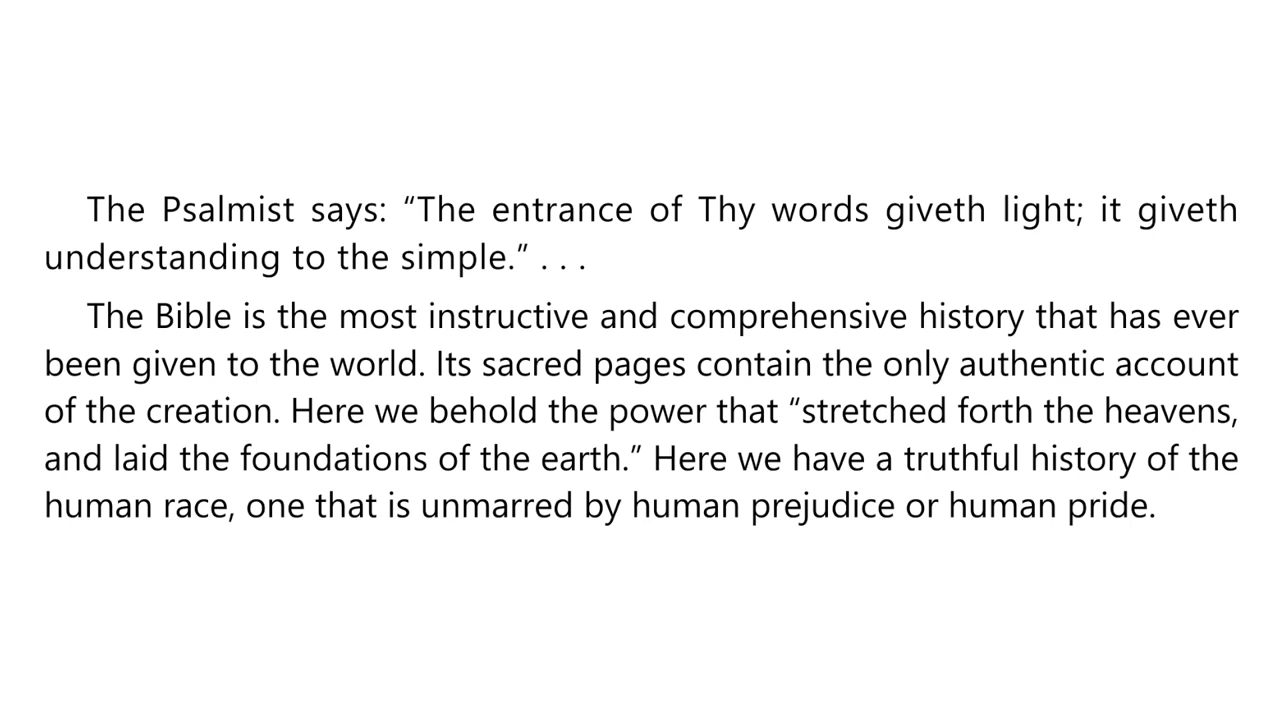 The Psalmist says: “The entrance of Thy words giveth light; it giveth
understanding to the simple.” . . .
The Bible is the most instructive and comprehensive history that has ever
been given to the world. Its sacred pages contain the only authentic account
of the creation. Here we behold the power that “stretched forth the heavens,
and laid the foundations of the earth.” Here we have a truthful history of the
human race, one that is unmarred by human prejudice or human pride.